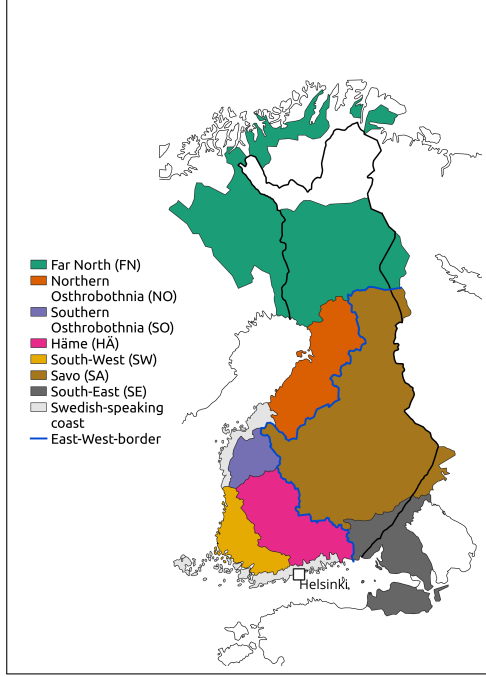 Far North (FN)
Northern
Osthrobothnia (NO)
Southern
Osthrobothnia (SO)
Häme (HÄ)
South-West (SW)
Savo (SA)
South-East (SE)
Swedish-speaking
coast
East-West-border
Helsinki